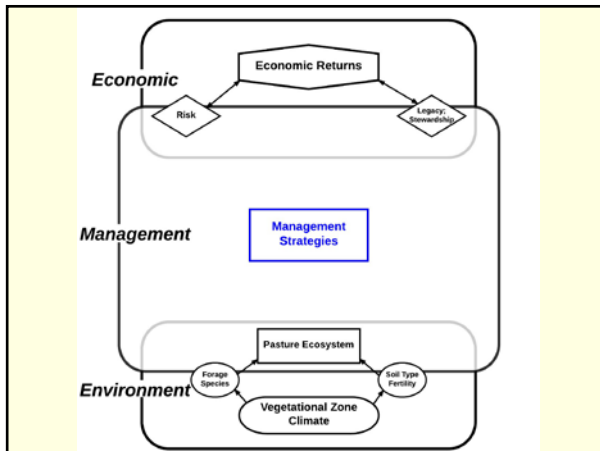 Economic
Economic Returns
Risk
Legacy;
Stewardship
Management
Management
Strategies
Pasture Ecosystem
Forage
Species
Soil Type
Fertility
Environment
Vegetational Zone
Climate